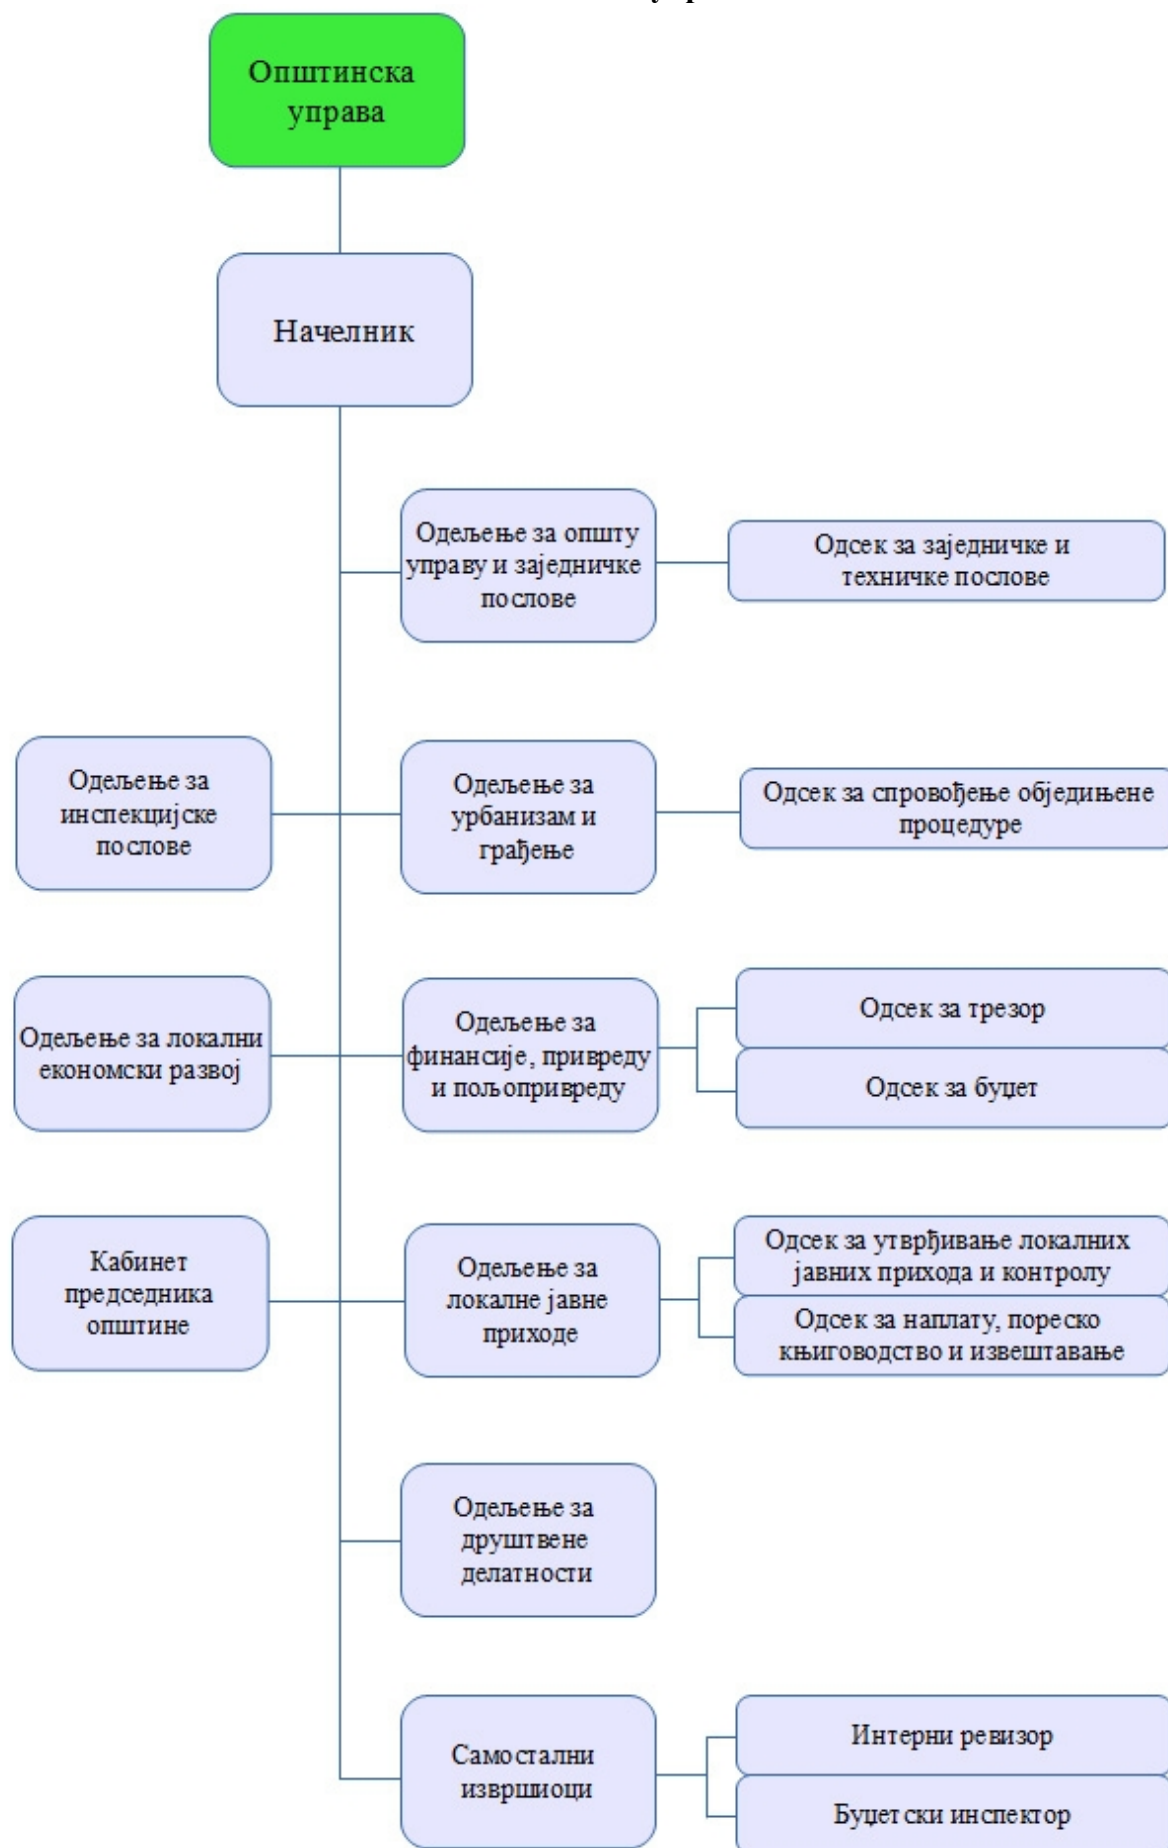 Општинска
управа
Начелник
Одељење за општу
управу и заједничке
послове
Одсек за заједничке и
техничке послове
Одељење за
инспекцијске
послове
Одељење за
урбанизам и
грађење
Одсек за спровођење обједињене
процедуре
Одељење за локални
економски развој
Одељење за
финансије, привреду
и пољопривреду
Одсек за трезор
Одсек за буџет
Кабинет
председника
општине
Одељење за
локалне јавне
приходе
Одсек за утврђивање локалних
јавних прихода и контролу
Одсек за наплату, пореско
књиговодство и извештавање
Одељење за
друштвене
делатности
Самостални
извршиоци
Интерни ревизор
Буџетски инспектор